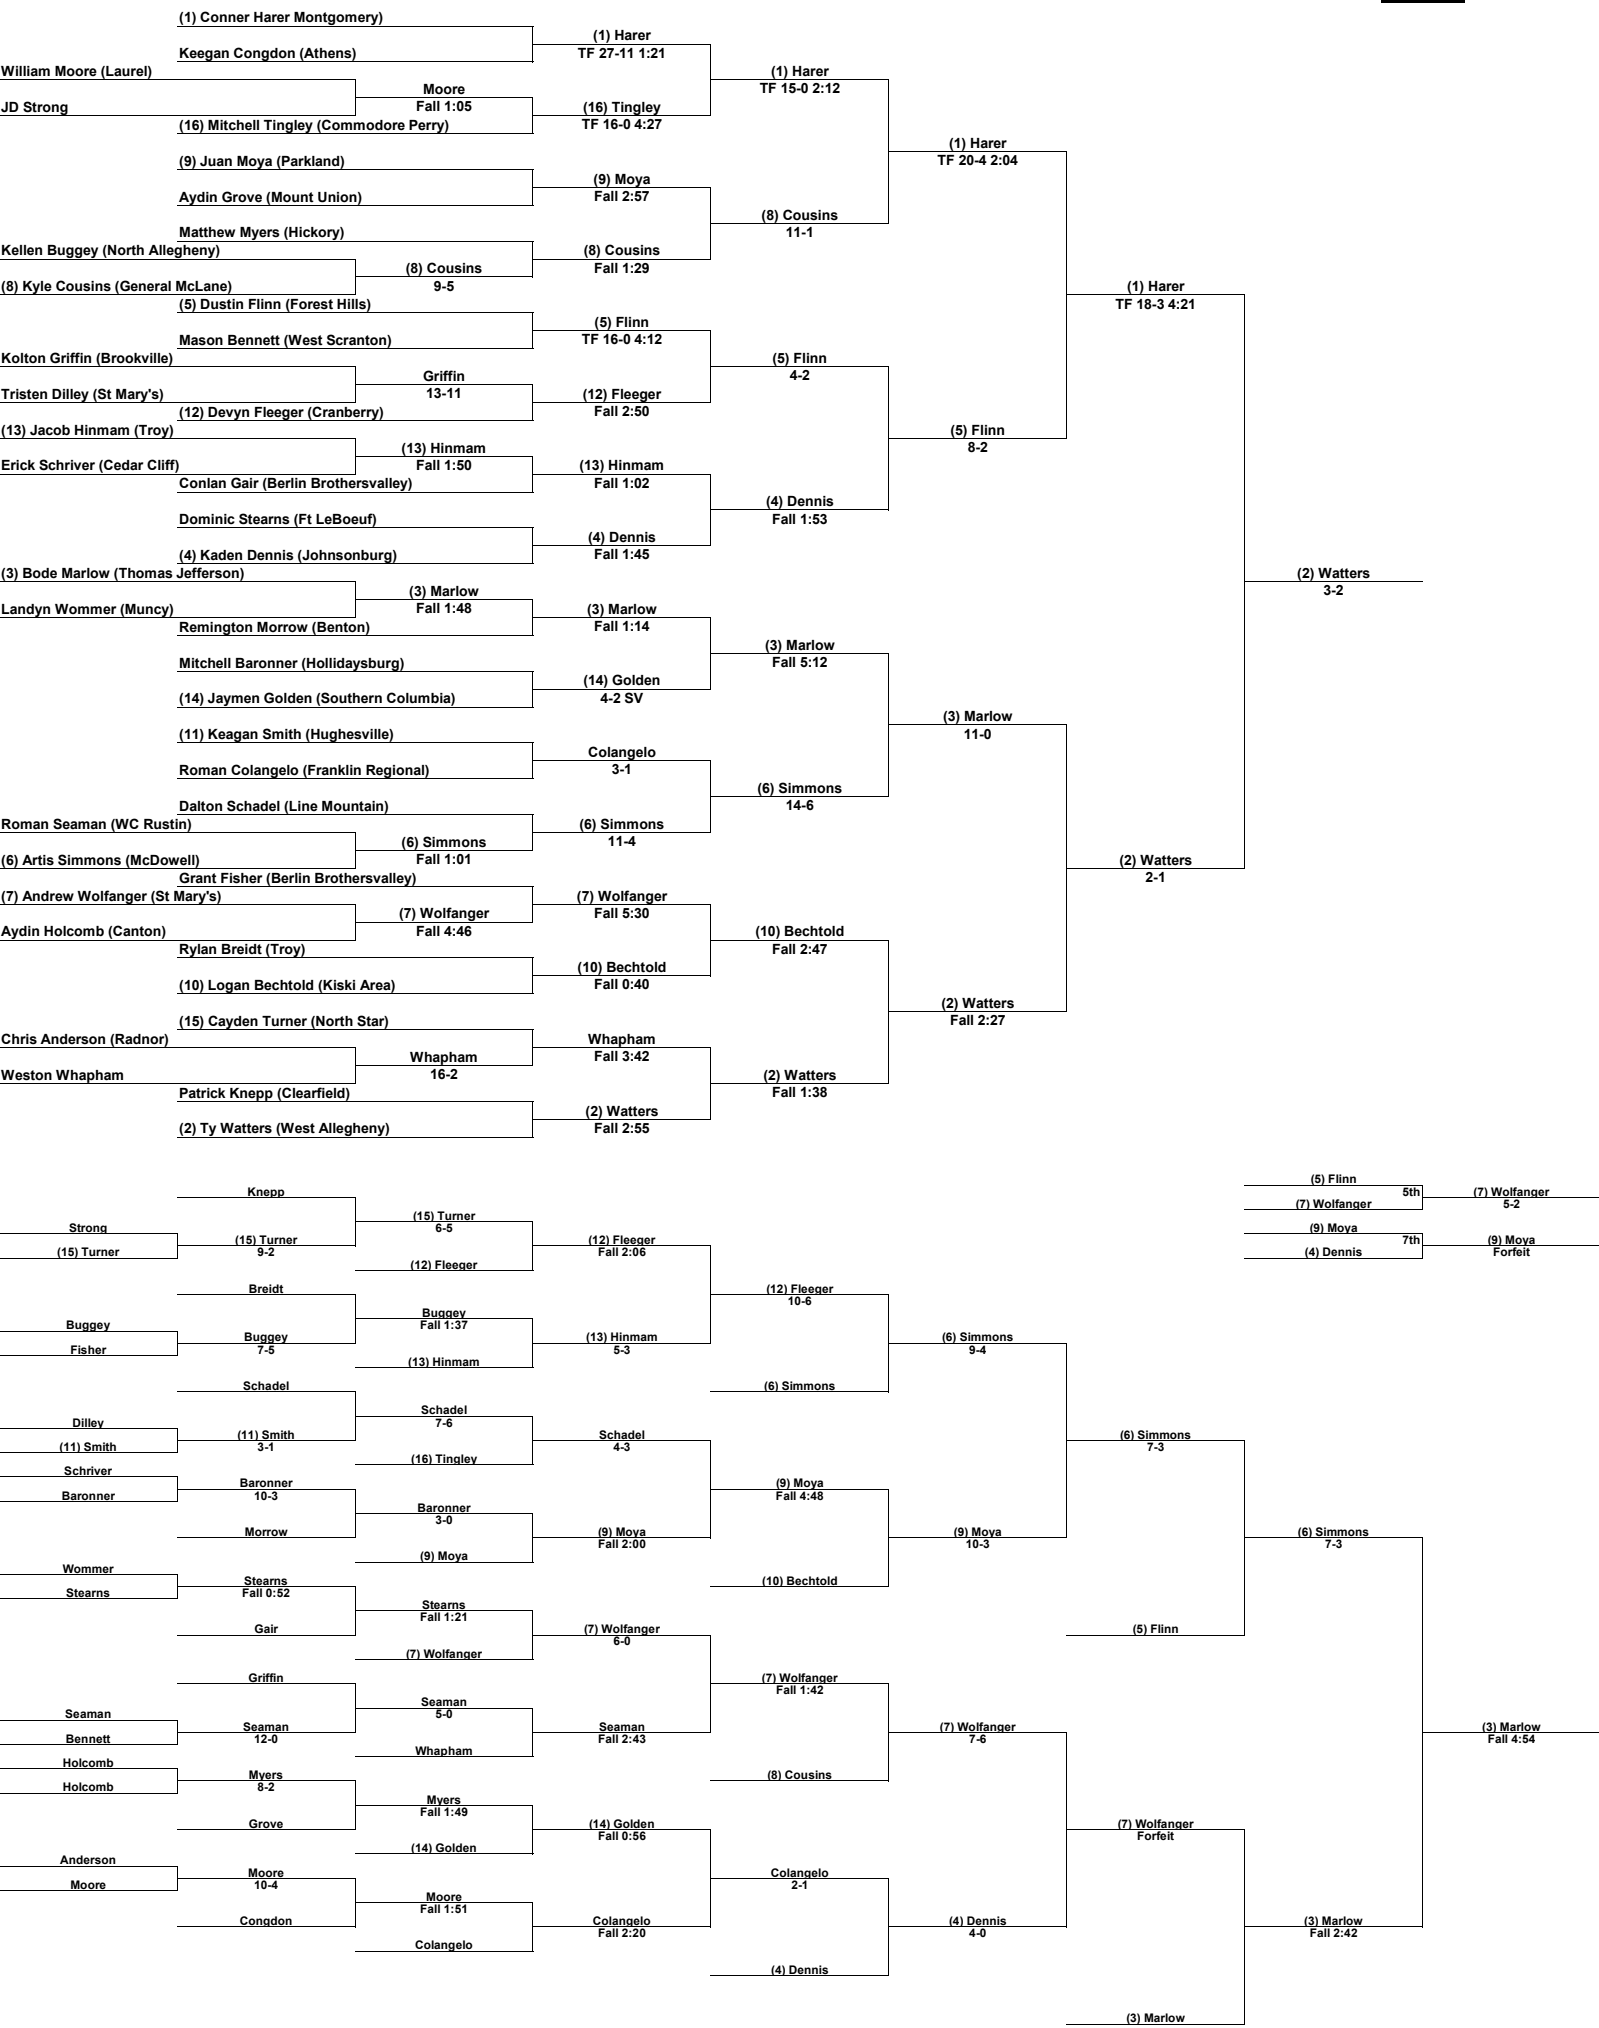 (1) Conner Harer Montgomery)
(1) Harer
Keegan Congdon (Athens)
TF 27-11 1:21
William Moore (Laurel)
(1) Harer
Moore
TF 15-0 2:12
JD Strong
Fall 1:05
(16) Tingley
(16) Mitchell Tingley (Commodore Perry)
TF 16-0 4:27
(1) Harer
(9) Juan Moya (Parkland)
TF 20-4 2:04
(9) Moya
Aydin Grove (Mount Union)
Fall 2:57
(8) Cousins
Matthew Myers (Hickory)
11-1
Kellen Buggey (North Allegheny)
(8) Cousins
(8) Cousins
Fall 1:29
(8) Kyle Cousins (General McLane)
9-5
(1) Harer
(5) Dustin Flinn (Forest Hills)
TF 18-3 4:21
(5) Flinn
Mason Bennett (West Scranton)
TF 16-0 4:12
Kolton Griffin (Brookville)
(5) Flinn
Griffin
4-2
Tristen Dilley (St Mary's)
13-11
(12) Fleeger
(12) Devyn Fleeger (Cranberry)
Fall 2:50
(13) Jacob Hinmam (Troy)
(5) Flinn
(13) Hinmam
8-2
Erick Schriver (Cedar Cliff)
Fall 1:50
(13) Hinmam
Conlan Gair (Berlin Brothersvalley)
Fall 1:02
(4) Dennis
Dominic Stearns (Ft LeBoeuf)
Fall 1:53
(4) Dennis
(4) Kaden Dennis (Johnsonburg)
Fall 1:45
(3) Bode Marlow (Thomas Jefferson)
(2) Watters
(3) Marlow
3-2
Landyn Wommer (Muncy)
Fall 1:48
(3) Marlow
Remington Morrow (Benton)
Fall 1:14
(3) Marlow
Mitchell Baronner (Hollidaysburg)
Fall 5:12
(14) Golden
(14) Jaymen Golden (Southern Columbia)
4-2 SV
(3) Marlow
(11) Keagan Smith (Hughesville)
11-0
Colangelo
Roman Colangelo (Franklin Regional)
3-1
(6) Simmons
Dalton Schadel (Line Mountain)
14-6
Roman Seaman (WC Rustin)
(6) Simmons
(6) Simmons
11-4
(6) Artis Simmons (McDowell)
Fall 1:01
(2) Watters
Grant Fisher (Berlin Brothersvalley)
2-1
(7) Andrew Wolfanger (St Mary's)
(7) Wolfanger
(7) Wolfanger
Fall 5:30
Aydin Holcomb (Canton)
Fall 4:46
(10) Bechtold
Rylan Breidt (Troy)
Fall 2:47
(10) Bechtold
(10) Logan Bechtold (Kiski Area)
Fall 0:40
(2) Watters
(15) Cayden Turner (North Star)
Fall 2:27
Chris Anderson (Radnor)
Whapham
Whapham
Fall 3:42
Weston Whapham
16-2
(2) Watters
Patrick Knepp (Clearfield)
Fall 1:38
(2) Watters
(2) Ty Watters (West Allegheny)
Fall 2:55
(5) Flinn
Knepp
5th
(7) Wolfanger
(7) Wolfanger
5-2
(15) Turner
6-5
Strong
(9) Moya
(15) Turner
(12) Fleeger
7th
(9) Moya
(15) Turner
9-2
Fall 2:06
(4) Dennis
Forfeit
(12) Fleeger
Breidt
(12) Fleeger
10-6
Buggey
Fall 1:37
Buggey
Buggey
(13) Hinmam
(6) Simmons
Fisher
7-5
5-3
9-4
(13) Hinmam
Schadel
(6) Simmons
Schadel
7-6
Dilley
(11) Smith
Schadel
(6) Simmons
(11) Smith
3-1
4-3
7-3
(16) Tingley
Schriver
Baronner
(9) Moya
Baronner
10-3
Fall 4:48
Baronner
3-0
Morrow
(9) Moya
(9) Moya
(6) Simmons
Fall 2:00
10-3
7-3
(9) Moya
Wommer
Stearns
(10) Bechtold
Stearns
Fall 0:52
Stearns
Fall 1:21
Gair
(7) Wolfanger
(5) Flinn
6-0
(7) Wolfanger
Griffin
(7) Wolfanger
Fall 1:42
Seaman
5-0
Seaman
Seaman
Seaman
(7) Wolfanger
(3) Marlow
Bennett
12-0
Fall 2:43
7-6
Fall 4:54
Whapham
Holcomb
Myers
(8) Cousins
Holcomb
8-2
Myers
Fall 1:49
Grove
(14) Golden
(7) Wolfanger
Fall 0:56
Forfeit
(14) Golden
Anderson
Moore
Colangelo
Moore
10-4
2-1
Moore
Fall 1:51
Congdon
Colangelo
(4) Dennis
(3) Marlow
Fall 2:20
4-0
Fall 2:42
Colangelo
(4) Dennis
(3) Marlow